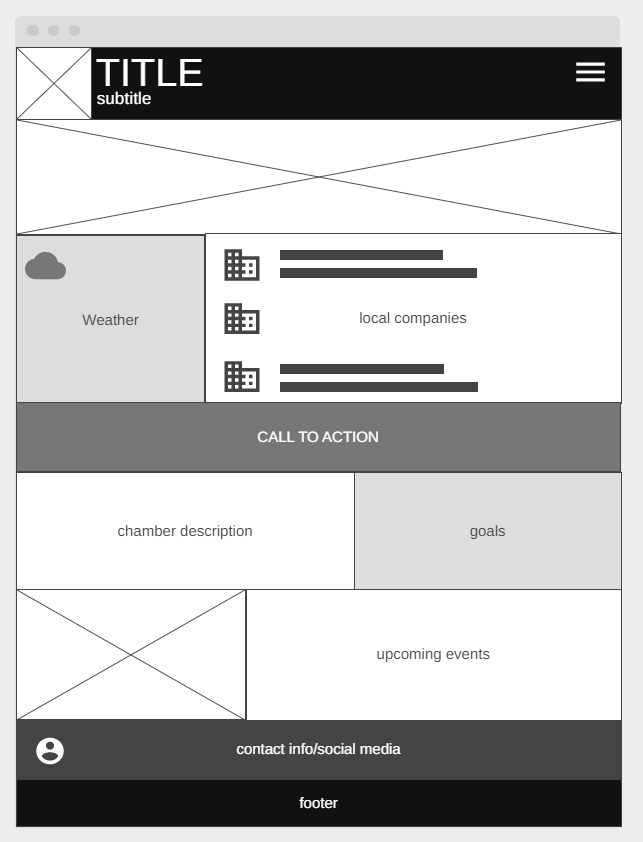 TITLE
subtitle
Weather
local companies
CALL TO ACTION
chamber description
goals
upcoming events
contact info/social media
footer